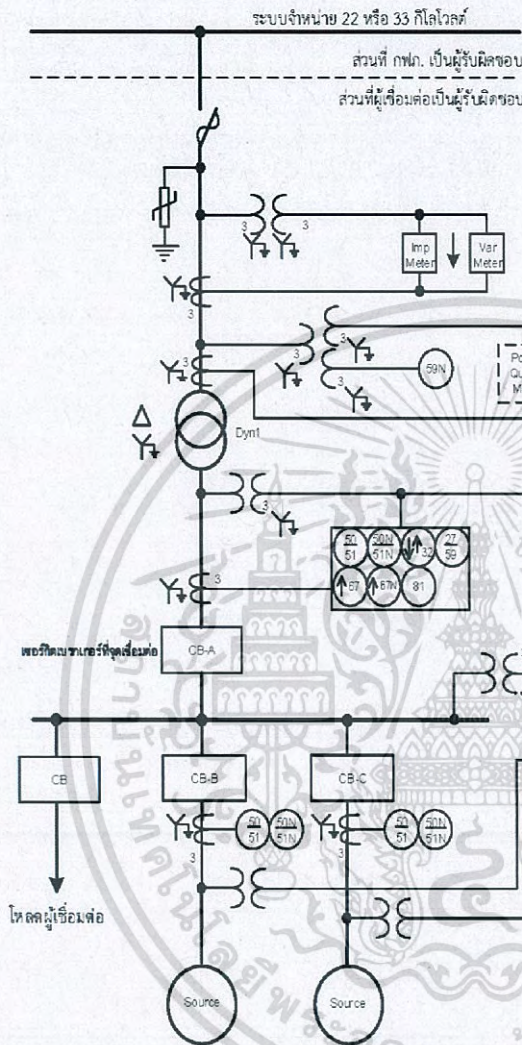 ระบบจำหน่าย 22 หรือ 33 กิโลโวลต์
ส่วนที่ กฟภ. เป็นผู้รับผิดชอบ
ส่วนที่ผู้เชื่อมต่อเป็นผู้รับผิดชอบ
3 3
Imp Meter
Var Meter
3
3
3
3
3
59N
Po
Qu
M
Dyn1
50 51
50N 51N
32
27 59
67
67N
81
3
เซอร์กิตเบรกเกอร์ที่จุดเชื่อมต่อ
CB-A
CB
CB-B
CB-C
50 51
50N 51N
50 51
50N 51N
3
3
โหลดผู้เชื่อมต่อ
Source
Source